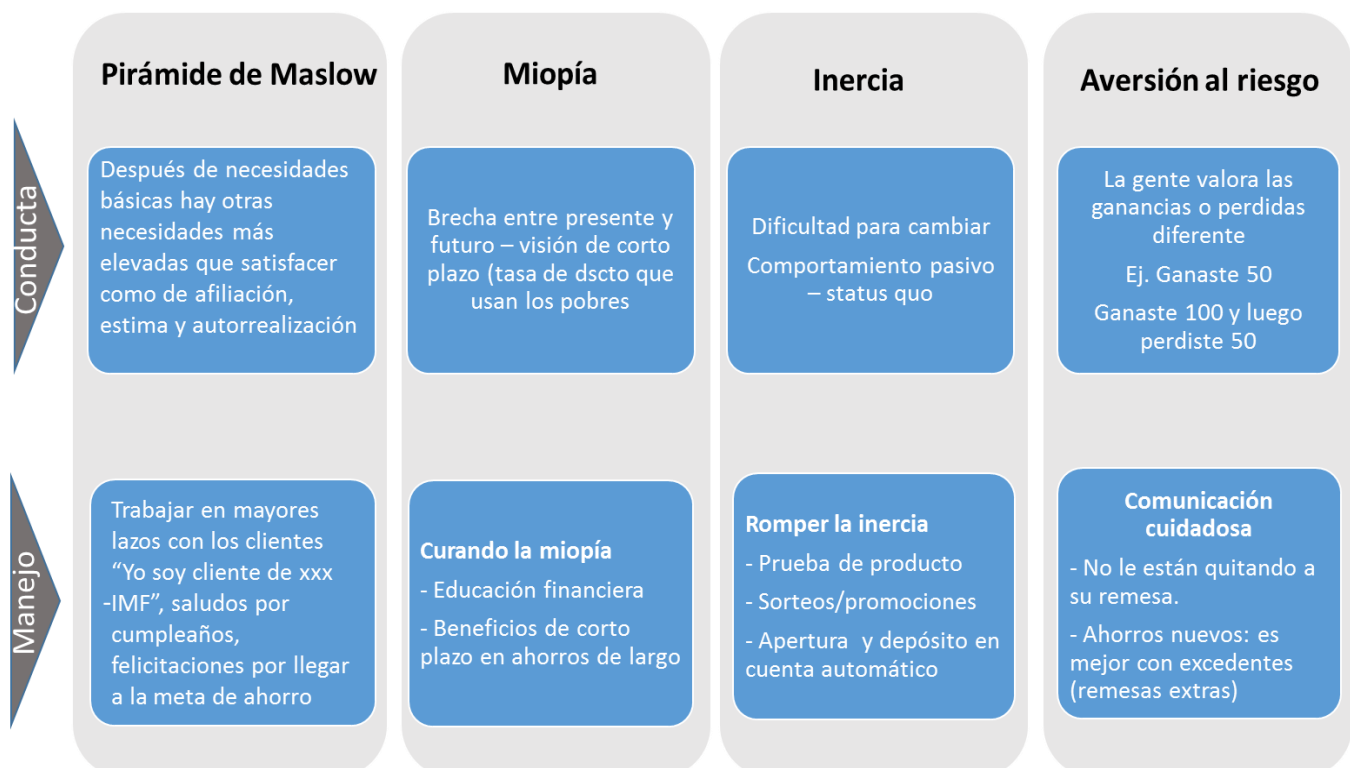 Pirámide de Maslow
Miopía
Inercia
Aversión al riesgo
Conducta
Después de necesidades
básicas hay otras
necesidades más
elevadas que satisfacer
como de afiliación,
estima y autorrealización
Brecha entre presente y
futuro – visión de corto
plazo (tasa de dscto que
usan los pobres
Dificultad para cambiar
Comportamiento pasivo
– status quo
La gente valora las
ganancias o perdidas
diferente
Ej. Ganaste 50
Ganaste 100 y luego
perdiste 50
Manejo
Trabajar en mayores
lazos con los clientes
“Yo soy cliente de xxx
-IMF”, saludos por
cumpleaños,
felicitaciones por llegar
a la meta de ahorro
Curando la miopía
- Educación financiera
- Beneficios de corto
plazo en ahorros de largo
Romper la inercia
- Prueba de producto
- Sorteos/promociones
- Apertura y depósito en
cuenta automático
Comunicación
cuidadosa
- No le están quitando a
su remesa.
- Ahorros nuevos: es
mejor con excedentes
(remesas extras)